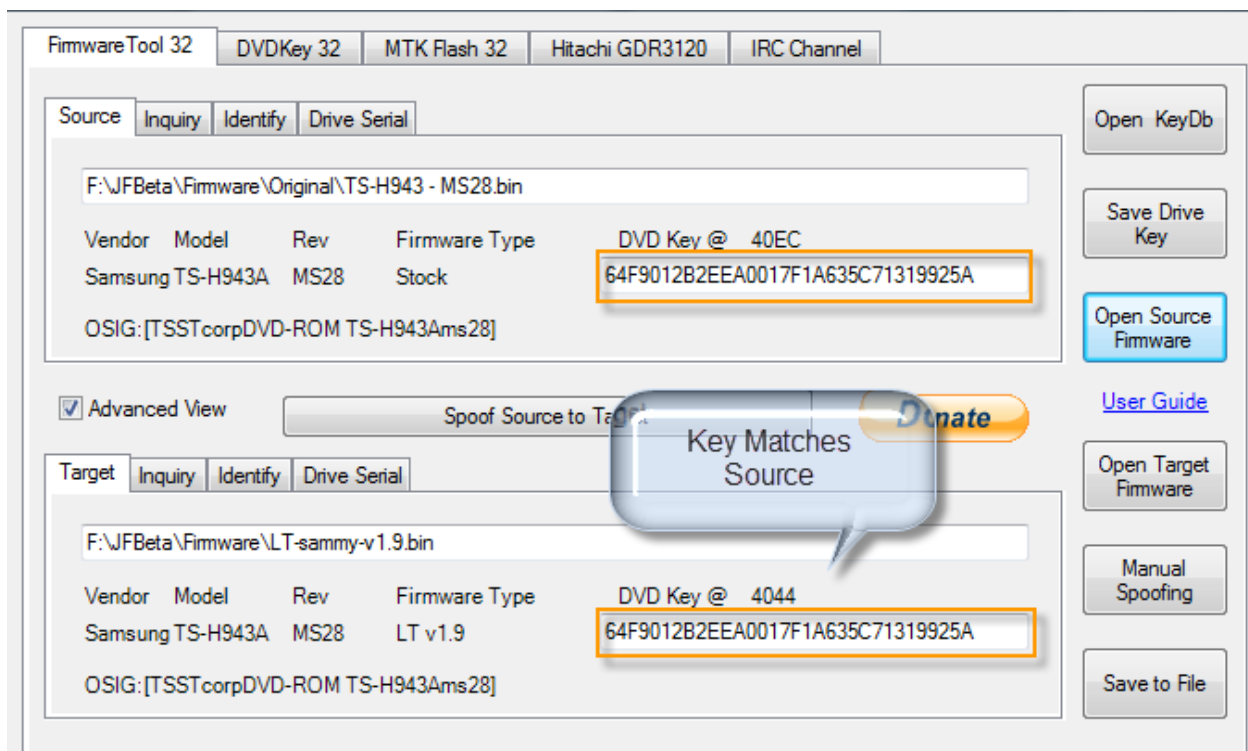 FirmwareTool 32 DVDKey 32 MTK Flash 32 Hitachi GDR3120 IRC Channel
Source Inquiry Identify Drive Serial
F:\JFBeta\Firmware\Original\TS-H943 - MS28.bin
Vendor Model Rev Firmware Type DVD Key @ 40EC
Samsung TS-H943A MS28 Stock 64F9012B2EEA0017F1A635C71319925A
OSIG:[TSSTcorpDVD-ROM TS-H943Ams28]
Open KeyDb
Save Drive
Key
Open Source
Firmware
Advanced View Spoof Source to Target Donate
User Guide
Key Matches
Source
Target Inquiry Identify Drive Serial
F:\JFBeta\Firmware\LT-sammy-v1.9.bin
Vendor Model Rev Firmware Type DVD Key @ 4044
Samsung TS-H943A MS28 LT v1.9 64F9012B2EEA0017F1A635C71319925A
OSIG:[TSSTcorpDVD-ROM TS-H943Ams28]
Open Target
Firmware
Manual
Spoofing
Save to File